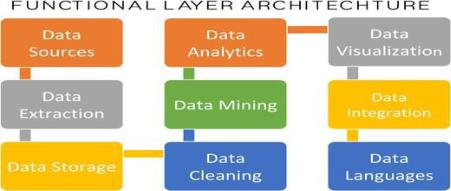 FUNCTIONAL LAYER ARCHITECHTURE
Data
Sources
Data
Extraction
Data Storage
Data
Analytics
Data Mining
Data
Cleaning
Data
Visualization
Data
Integration
Data
Languages